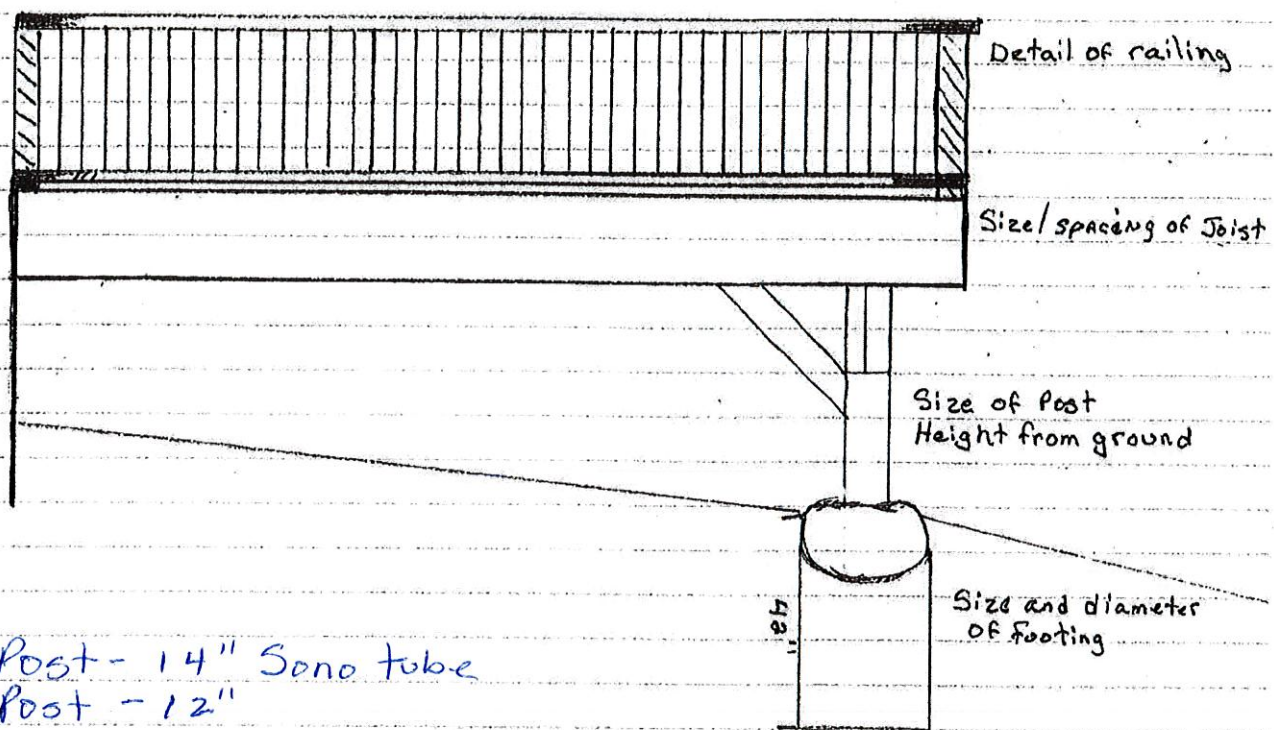 Detail of railing
Size/spacing of Joist
Size of Post
Height from ground
Size and diameter
of footing
Post - 14" Sono tube
Post - 12"